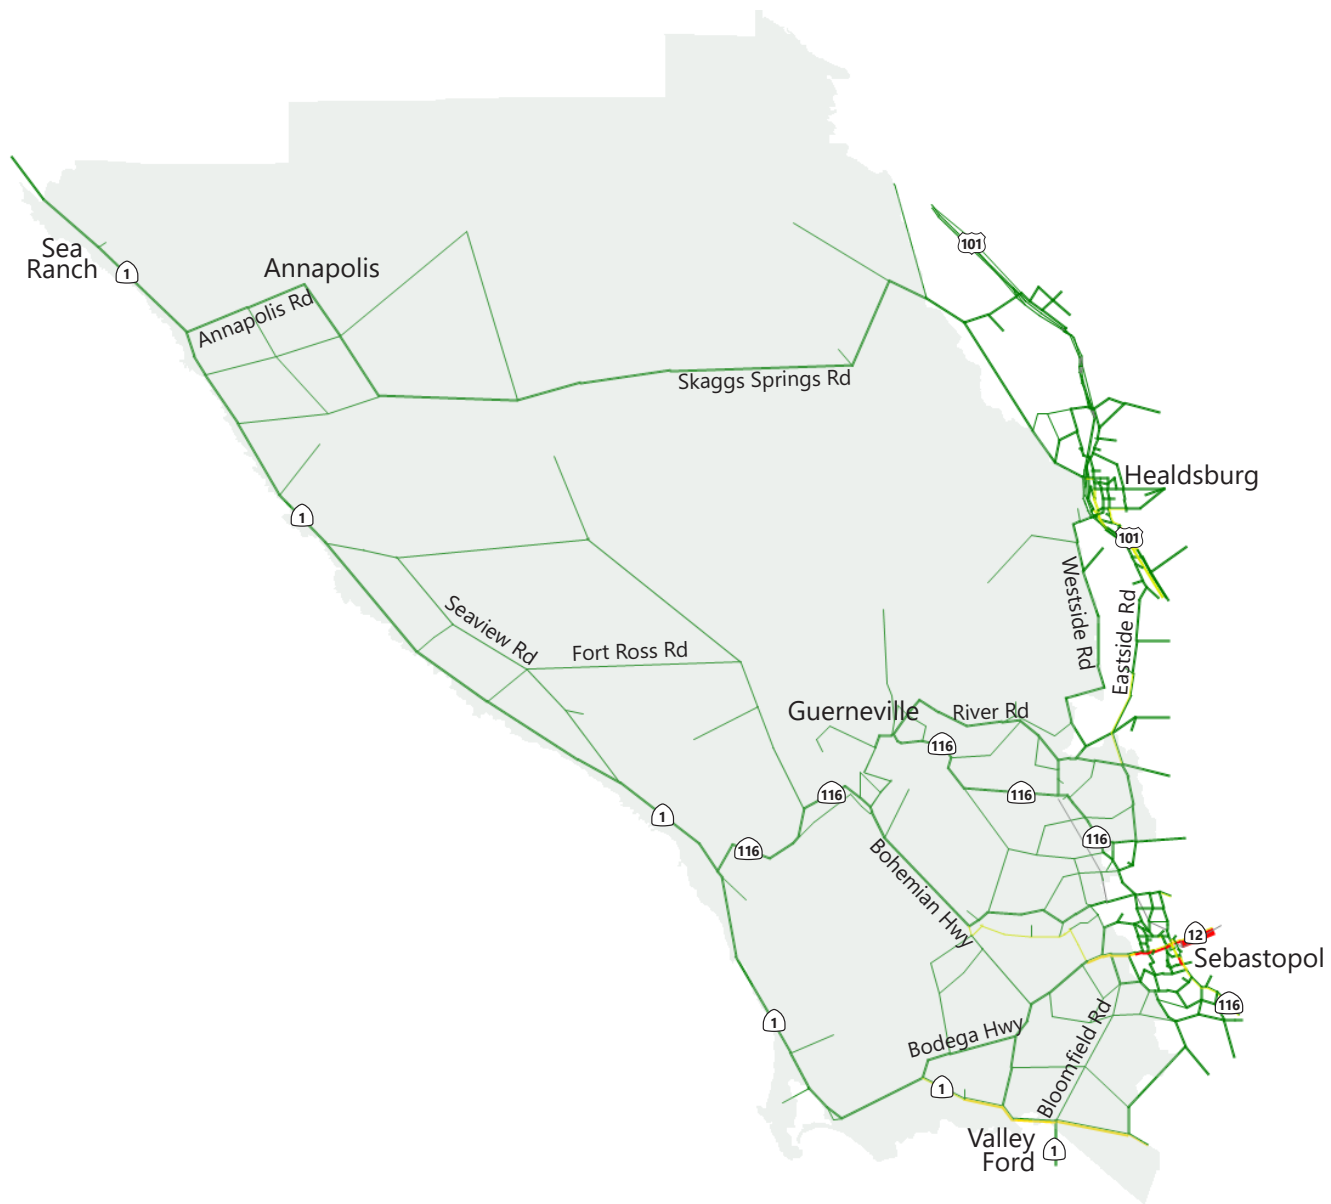 101
Sea
Ranch
1
Annapolis
Annapolis Rd
Skaggs Springs Rd
Healdsburg
1
101
Westside Rd
Eastside Rd
Seaview Rd
Fort Ross Rd
Guerneville
River Rd
116
116
116
1
116
116
Bohemian Hwy
12
Sebastopol
116
1
Bodega Hwy
Bloomfield Rd
1
Valley
Ford
1